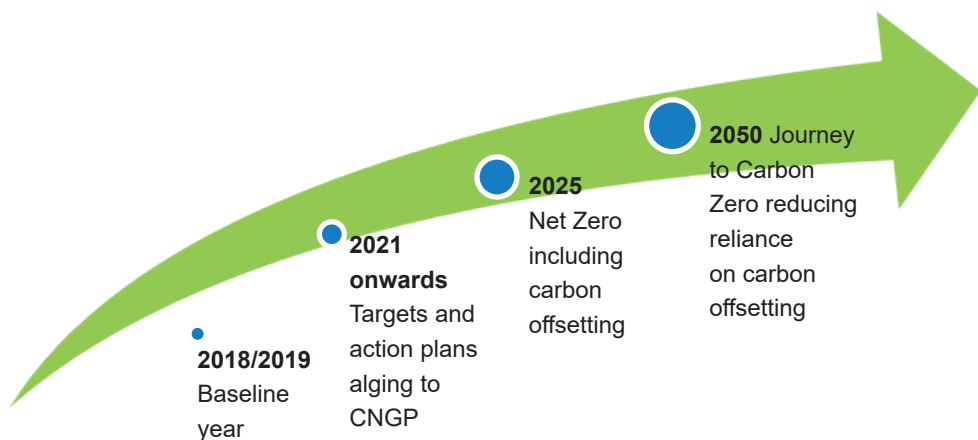 2018/2019
Baseline
year
2021
onwards
Targets and
action plans
alging to
CNGP
2025
Net Zero
including
carbon
offsetting
2050 Journey
to Carbon
Zero reducing
reliance
on carbon
offsetting